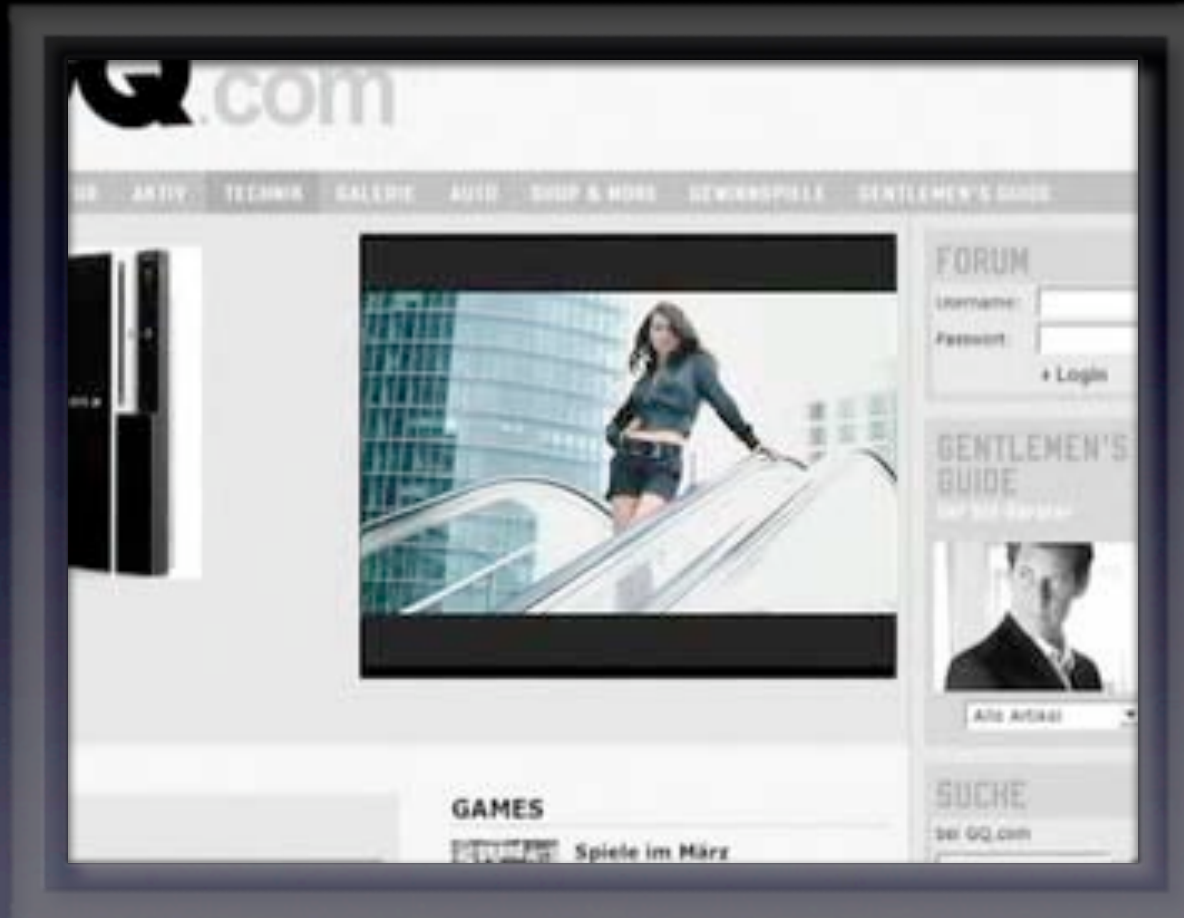 Q.com
AKTIV TECHNIK GALERIE AUTO SHOP & MORE GEWINNSPIELE GENTLEMEN'S GUIDE
FORUM
Username:
Passwort:
Login
GENTLEMEN'S
GUIDE
Alle Artikel
SUCHE
bei GQ.com
GAMES
Spiele im März